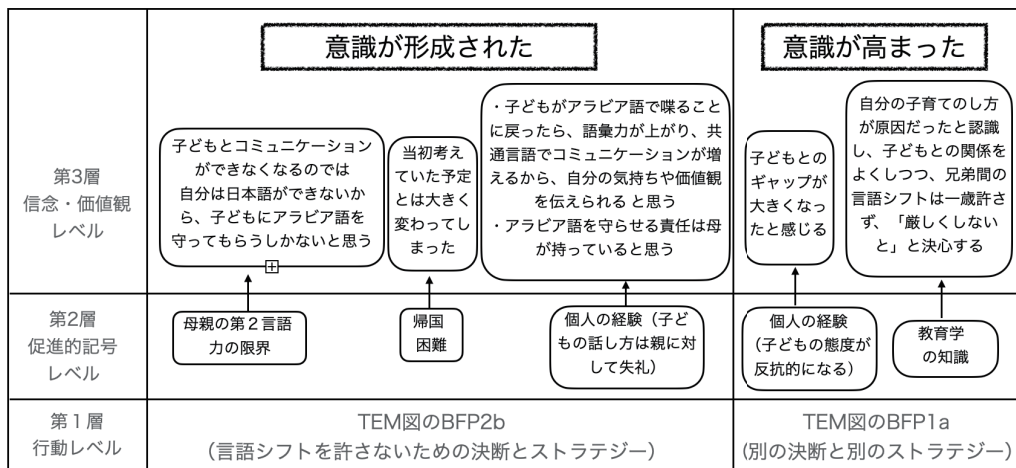 意識が形成された
意識が高まった
第3層
信念・価値観
レベル
子どもとコミュニケーション
ができなくなるのでは
自分は日本語ができないか
ら、子どもにアラビア語を
守ってもらうしかないと思う
当初考え
ていた予定
とは大きく
変わってし
まった
・子どもがアラビア語で喋ること
に戻ったら、語彙力が上がり、共
通言語でコミュニケーションが増
えるから、自分の気持ちや価値観
を伝えられる と思う
・アラビア語を守らせる責任は母
が持っていると思う
子どもとの
ギャップが
大きくなっ
たと感じる
自分の子育てのし方
が原因だったと認識
し、子どもとの関係を
よくしつつ、兄弟間の
言語シフトは一歳許さ
ず、「厳しくしない
と」と決心する
第2層
促進的記号
レベル
母親の第２言語
力の限界
帰国
困難
個人の経験（子ど
もの話し方は親に対
して失礼）
個人の経験
（子どもの態度が
反抗的になる）
教育学
の知識
第１層
行動レベル
TEM図のBFP2b
（言語シフトを許さないための決断とストラテジー）
TEM図のBFP1a
（別の決断と別のストラテジー）